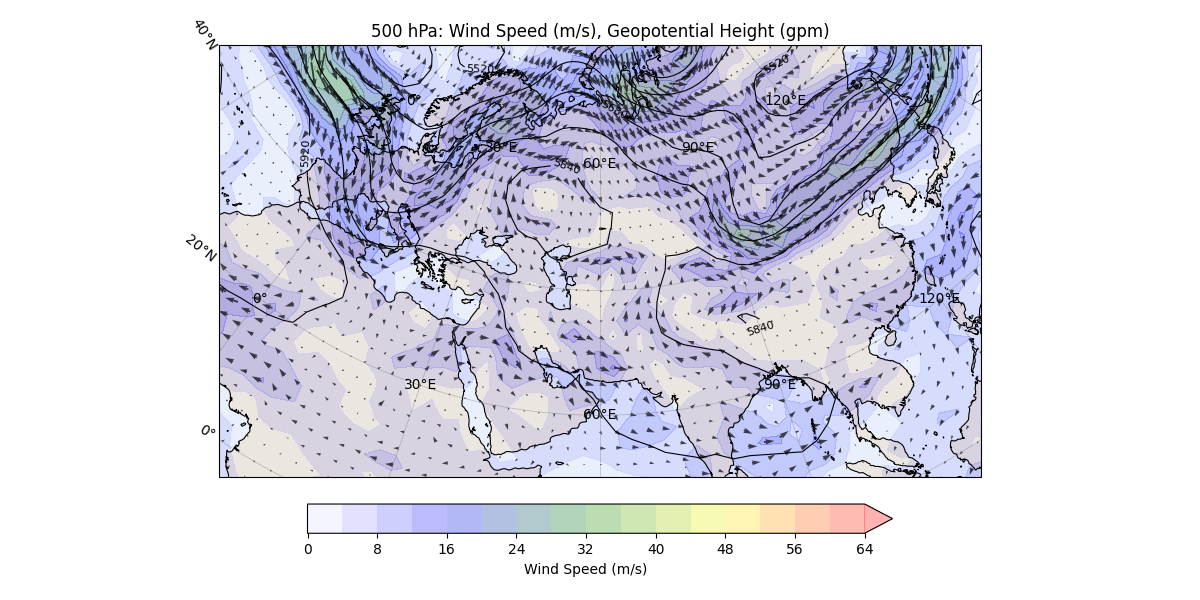 500 hPa: Wind Speed (m/s), Geopotential Height (gpm)
40°N
5520
5520
0°
120°E
5920
30°E
90°E
5840
60°E
20°N
0°
120°E
5840
30°E
90°E
60°E
0°
0 8 16 24 32 40 48 56 64
Wind Speed (m/s)